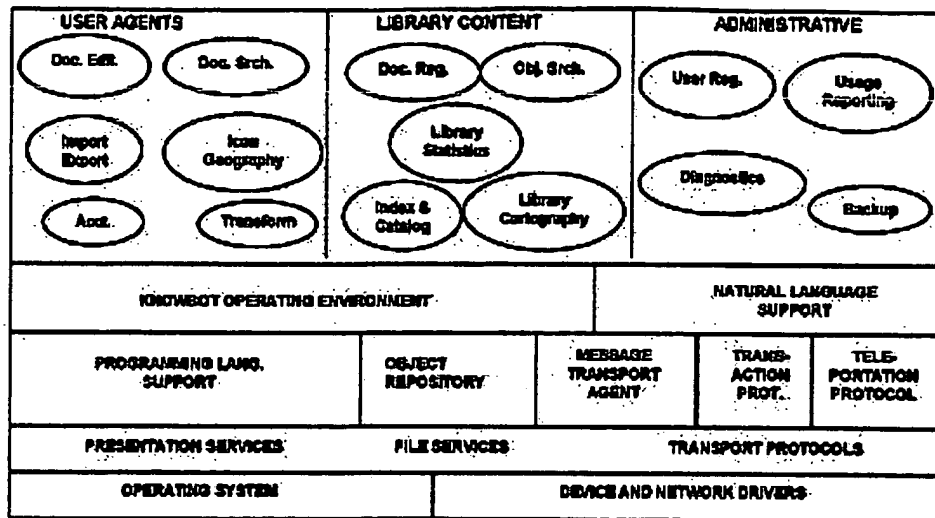 USER AGENTS
Doc. Edit.
Doc. Srch.
Import
Export
Icon
Geography
Acct.
Transform
LIBRARY CONTENT
Doc. Reg.
Obj. Srch.
Library
Statistics
Index &
Catalog
Library
Cartography
ADMINISTRATIVE
User Reg.
Usage
Reporting
Diagnostics
Backup
KNOWBOT OPERATING ENVIRONMENT
NATURAL LANGUAGE
SUPPORT
PROGRAMMING LANG.
SUPPORT
OBJECT
REPOSITORY
MESSAGE
TRANSPORT
AGENT
TRANS-
ACTION
PROT.
TELE-
PORTATION
PROTOCOL
PRESENTATION SERVICES
FILE SERVICES
TRANSPORT PROTOCOLS
OPERATING SYSTEM
DEVICE AND NETWORK DRIVERS